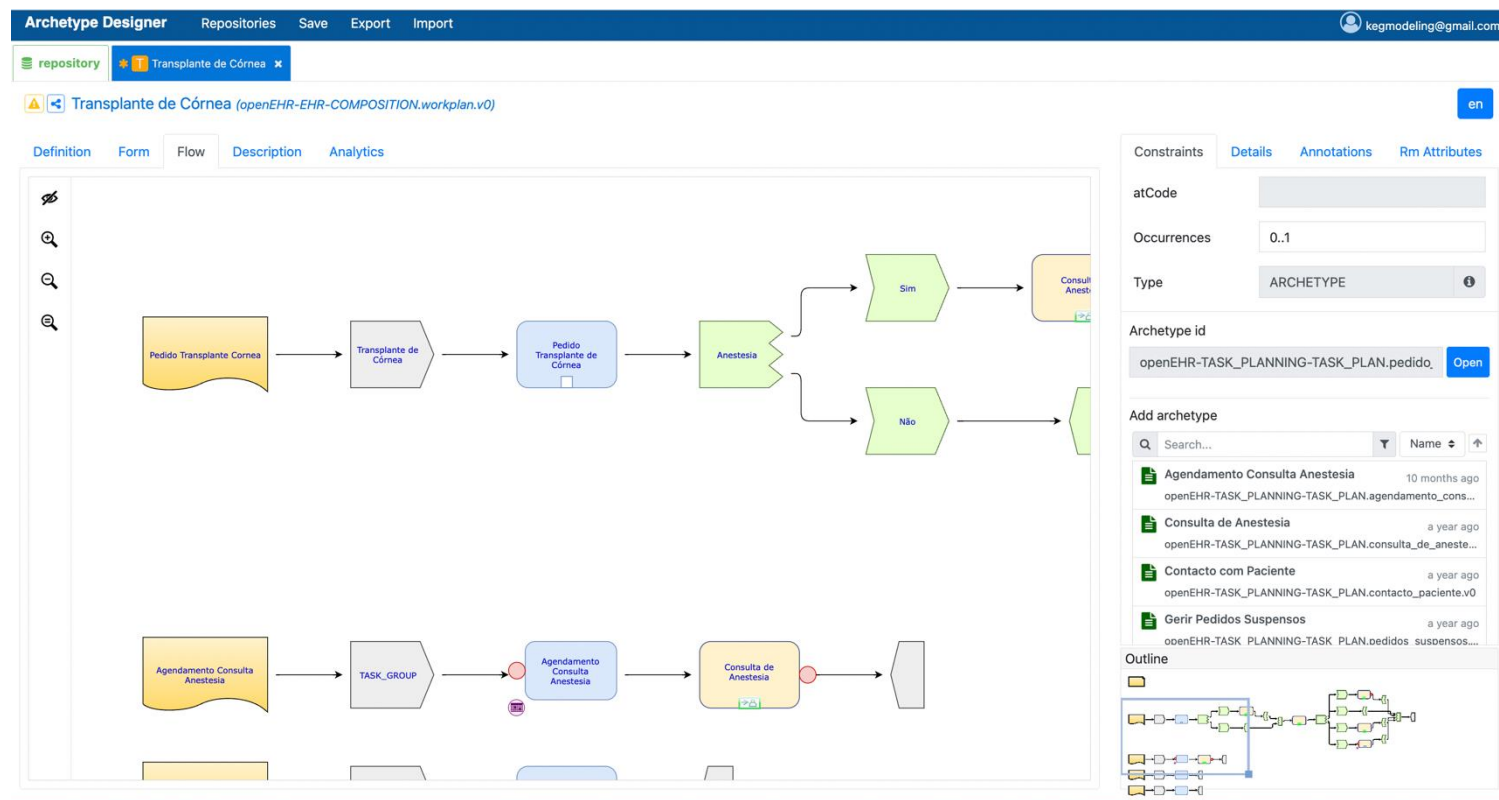 Archetype Designer Repositories Save Export Import kegmodeling@gmail.com
repository T Transplante de Córnea
Transplante de Córnea (openEHR-EHR-COMPOSITION.workplan.v0) en
Definition Form Flow Description Analytics
Constraints Details Annotations Rm Attributes
Pedido Transplante Cornea
Transplante de
Córnea
Pedido
Transplante de
Córnea
Anestesia
Sim
Consul
Anest
Não
Agendamento Consulta
Anestesia
TASK_GROUP
Agendamento
Consulta
Anestesia
Consulta de
Anestesia
atCode
Occurrences 0..1
Type ARCHETYPE
Archetype id
openEHR-TASK_PLANNING-TASK_PLAN.pedido_ Open
Add archetype
Search... Name
Agendamento Consulta Anestesia 10 months ago
openEHR-TASK_PLANNING-TASK_PLAN.agendamento_cons...
Consulta de Anestesia a year ago
openEHR-TASK_PLANNING-TASK_PLAN.consulta_de_aneste...
Contacto com Paciente a year ago
openEHR-TASK_PLANNING-TASK_PLAN.contacto_paciente.v0
Gerir Pedidos Suspensos a year ago
openEHR-TASK_PLANNING-TASK_PLAN.pedidos_suspensos....
Outline